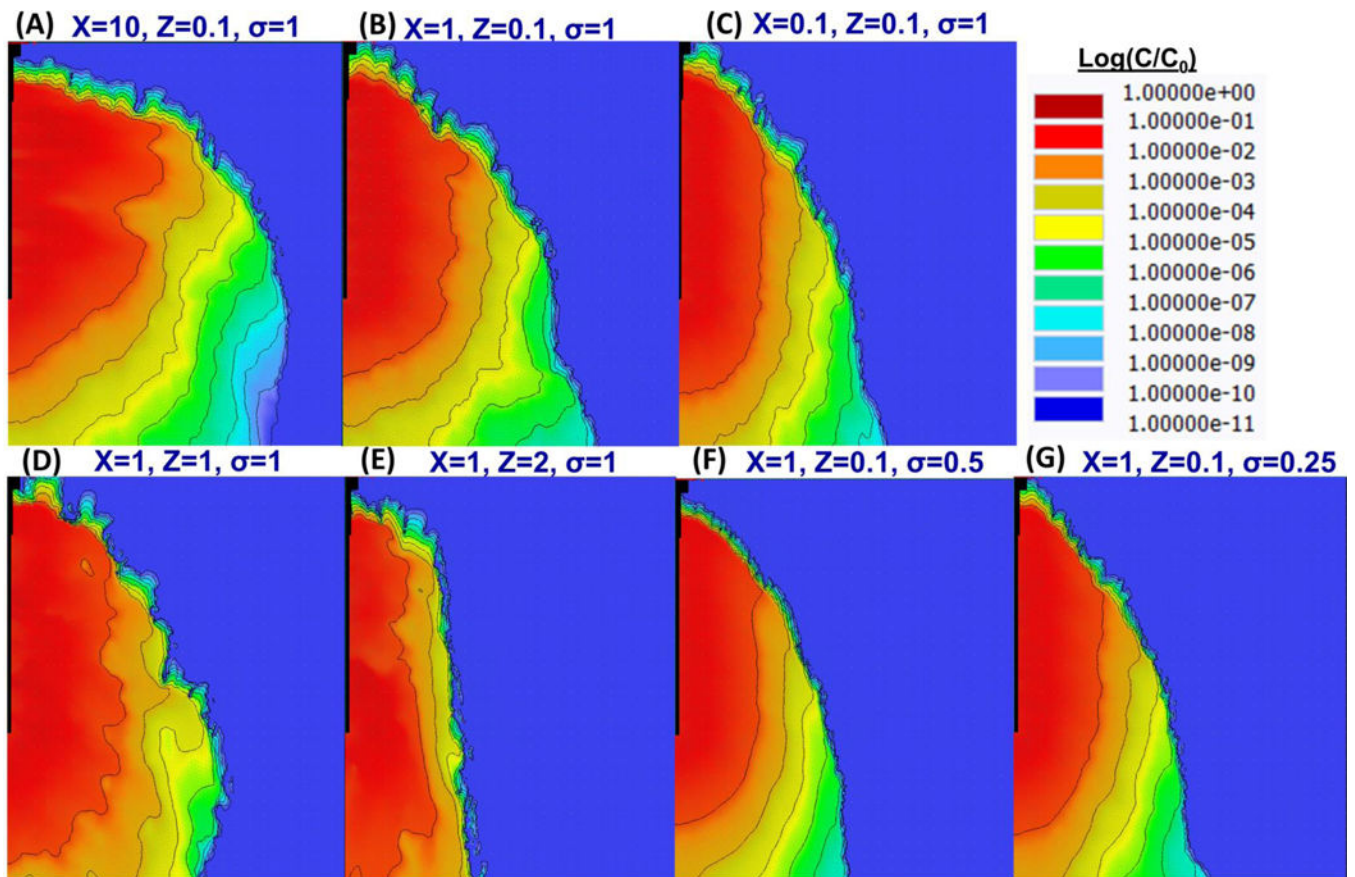 (A) X=10, Z=0.1, σ=1
(B) X=1, Z=0.1, σ=1
(C) X=0.1, Z=0.1, σ=1
Log(C/C₀)
1.00000e+00
1.00000e-01
1.00000e-02
1.00000e-03
1.00000e-04
1.00000e-05
1.00000e-06
1.00000e-07
1.00000e-08
1.00000e-09
1.00000e-10
1.00000e-11
(D) X=1, Z=1, σ=1
(E) X=1, Z=2, σ=1
(F) X=1, Z=0.1, σ=0.5
(G) X=1, Z=0.1, σ=0.25